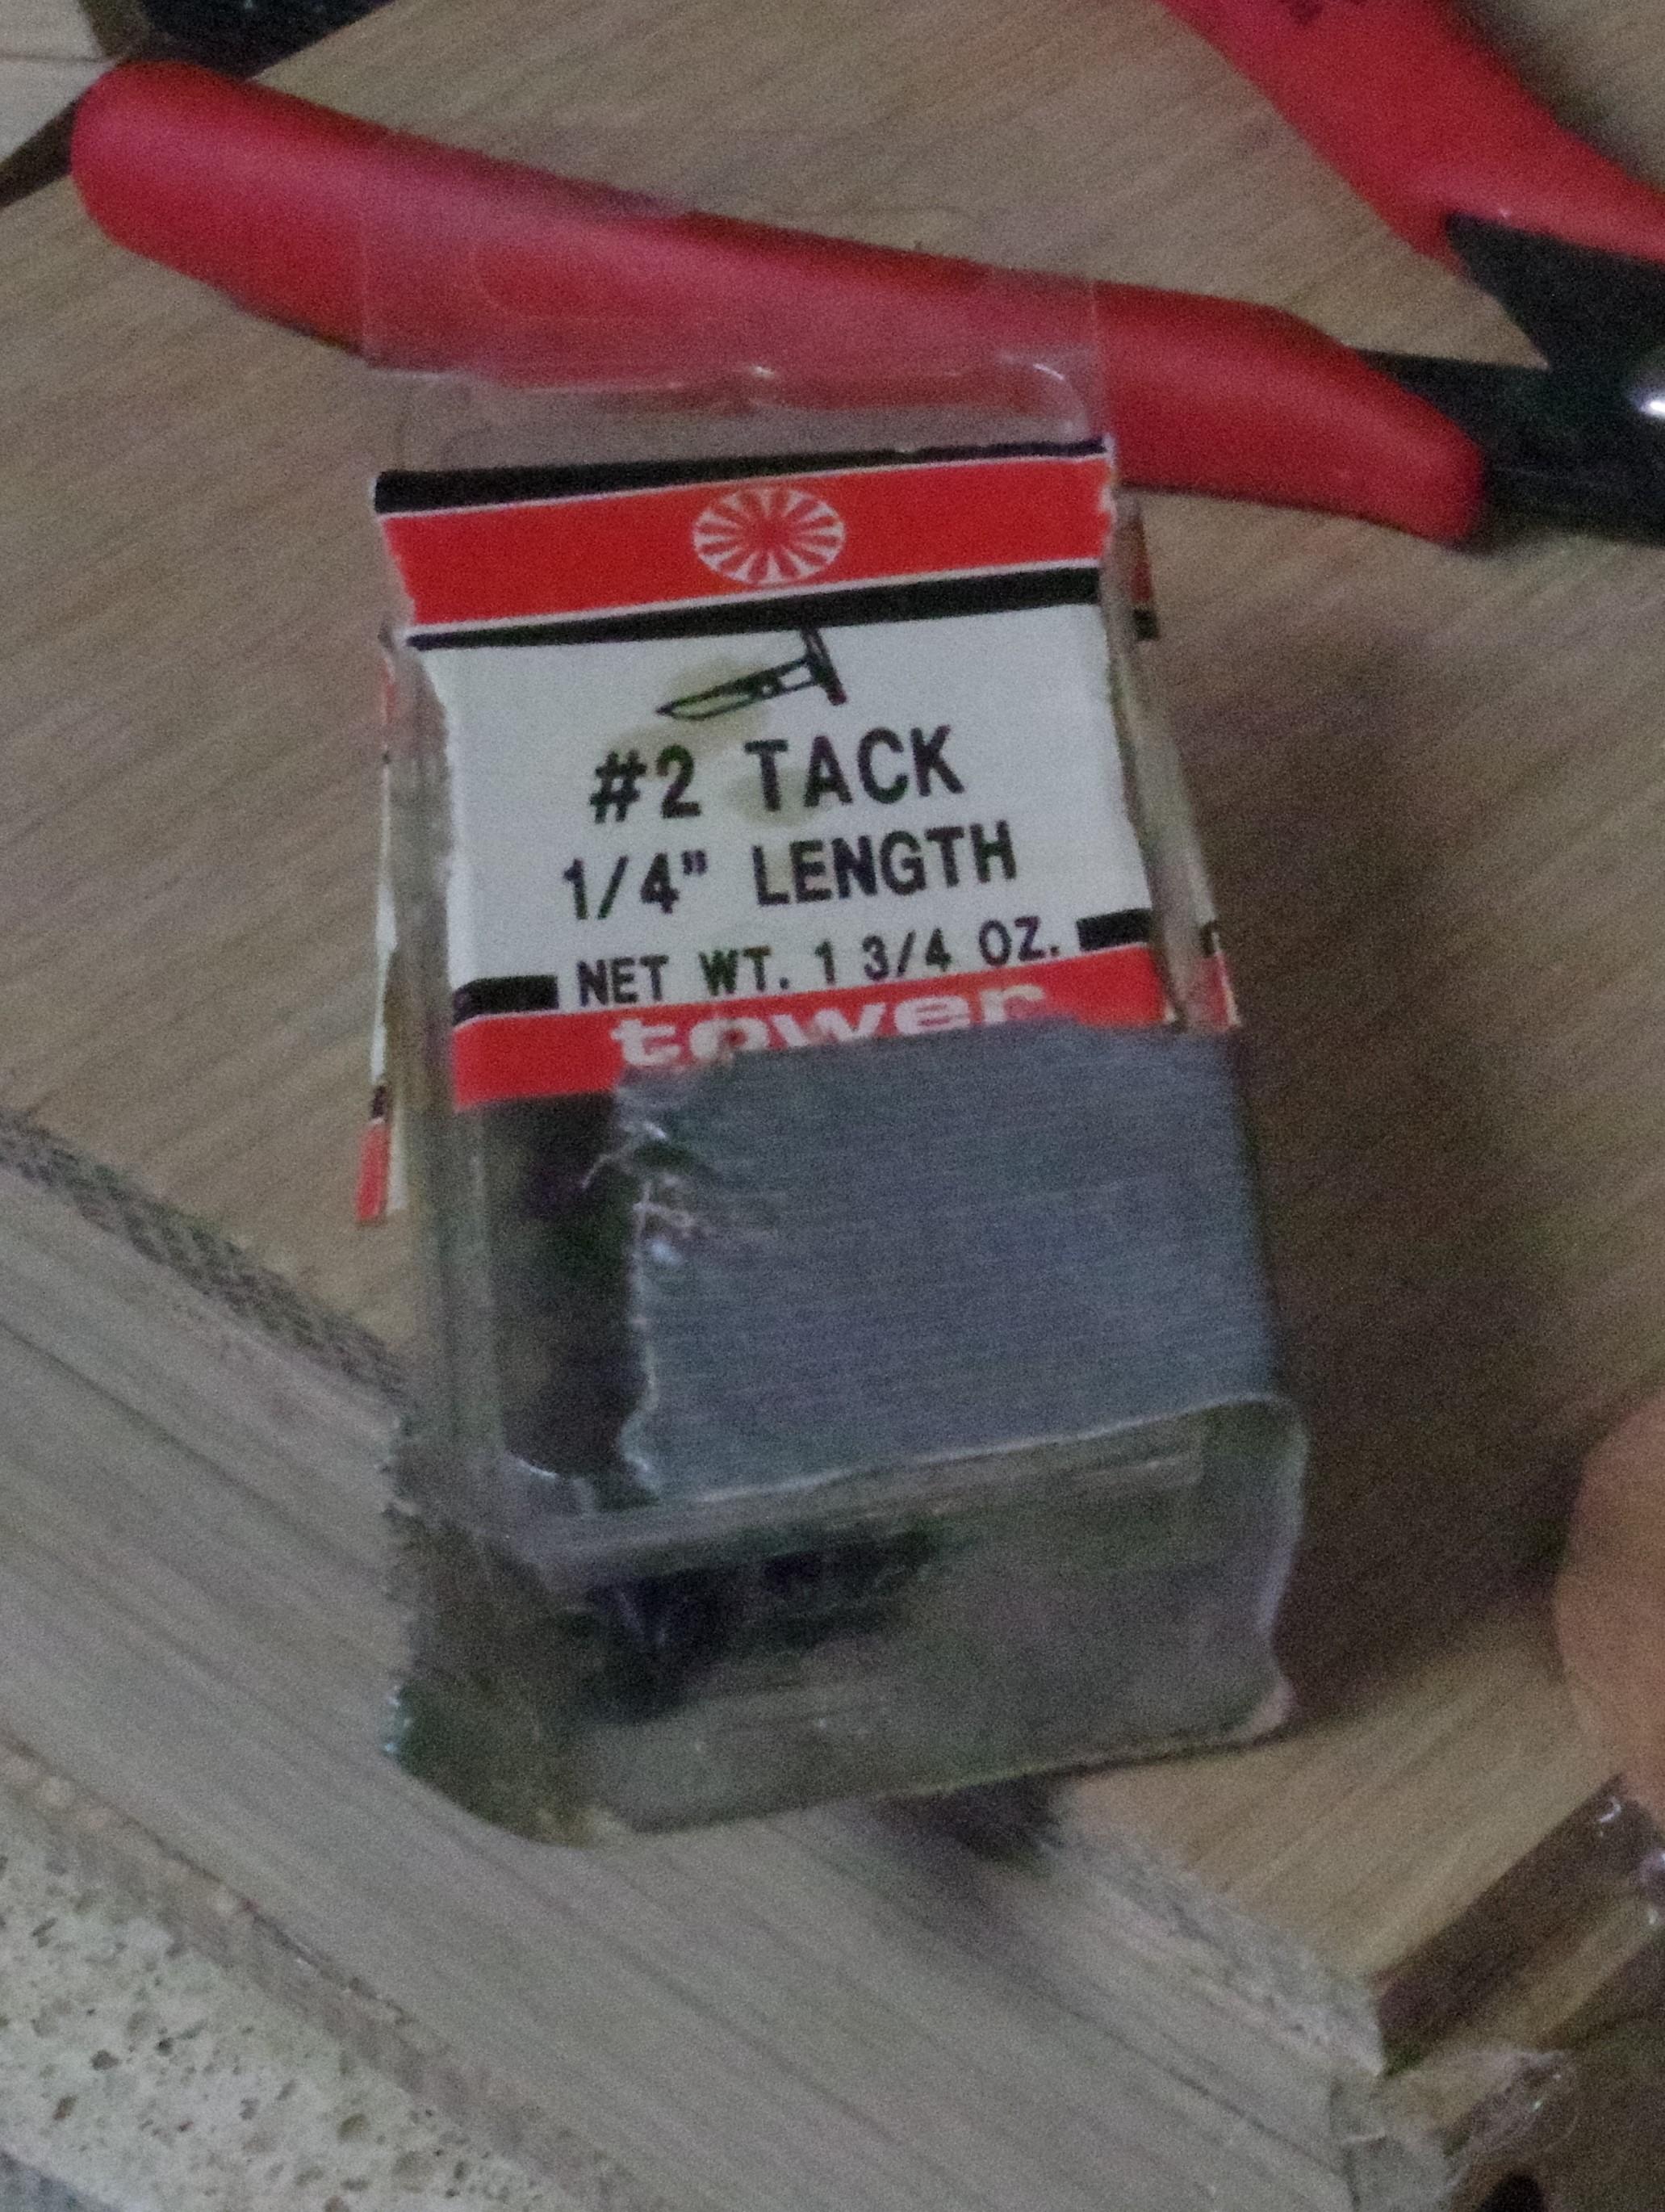 #2 TACK
1/4" LENGTH
NET WT. 1 3/4 OZ.
tower